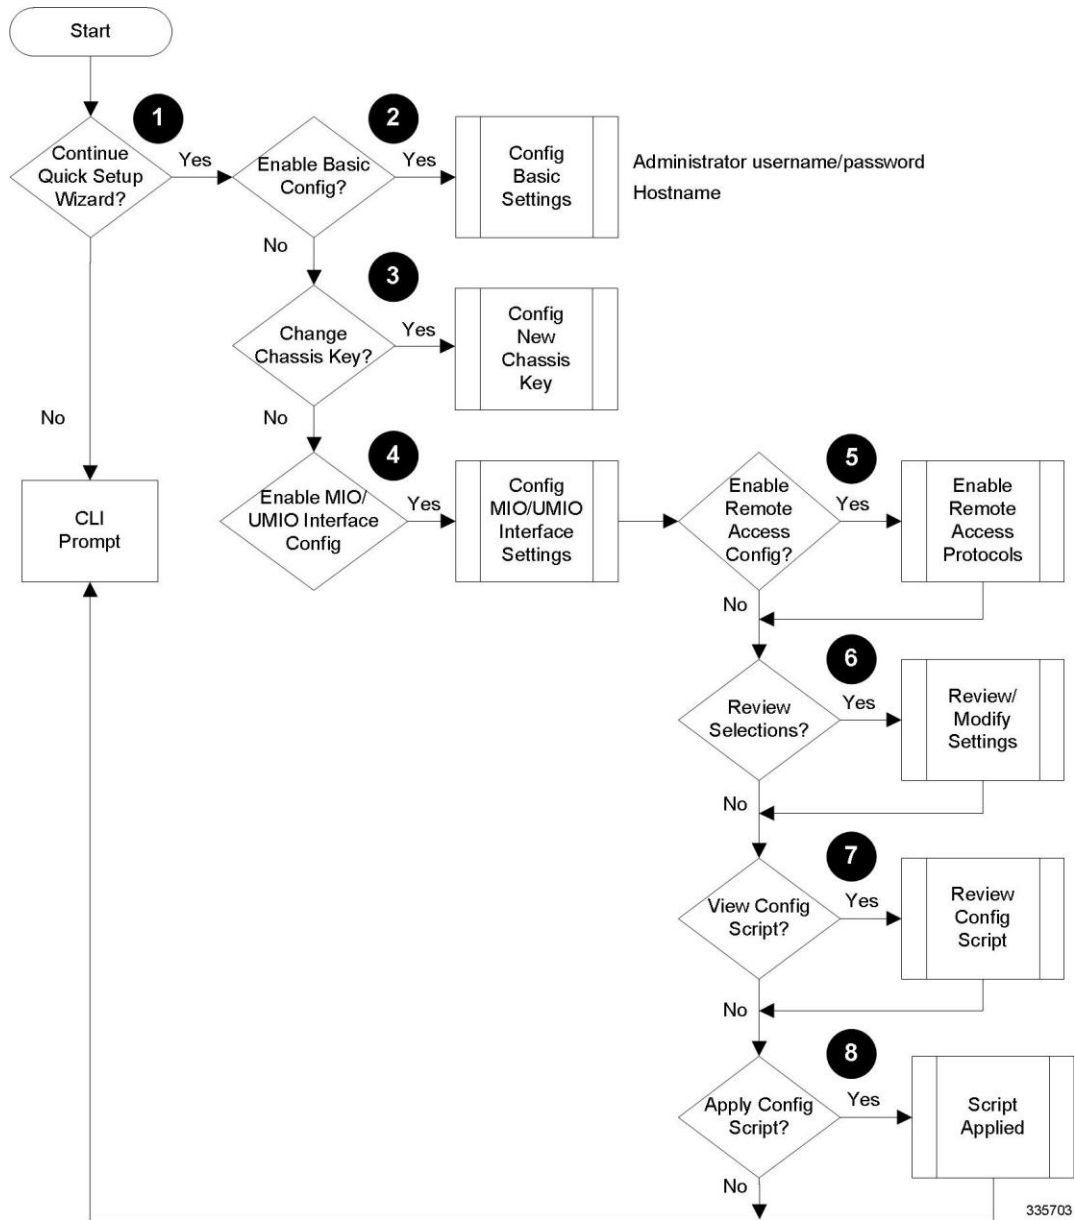 Start
1
2
Continue
Quick Setup
Wizard?
Yes
Enable Basic
Config?
Yes
Config
Basic
Settings
Administrator username/password
Hostname
No
3
Change
Chassis Key?
Yes
Config
New
Chassis
Key
No
No
4
Enable MIO/
UMIO Interface
Config
Yes
Config
MIO/UMIO
Interface
Settings
5
Enable
Remote
Access
Config?
Yes
Enable
Remote
Access
Protocols
CLI
Prompt
No
6
Review
Selections?
Yes
Review/
Modify
Settings
No
7
View Config
Script?
Yes
Review
Config
Script
No
8
Apply Config
Script?
Yes
Script
Applied
No
335703